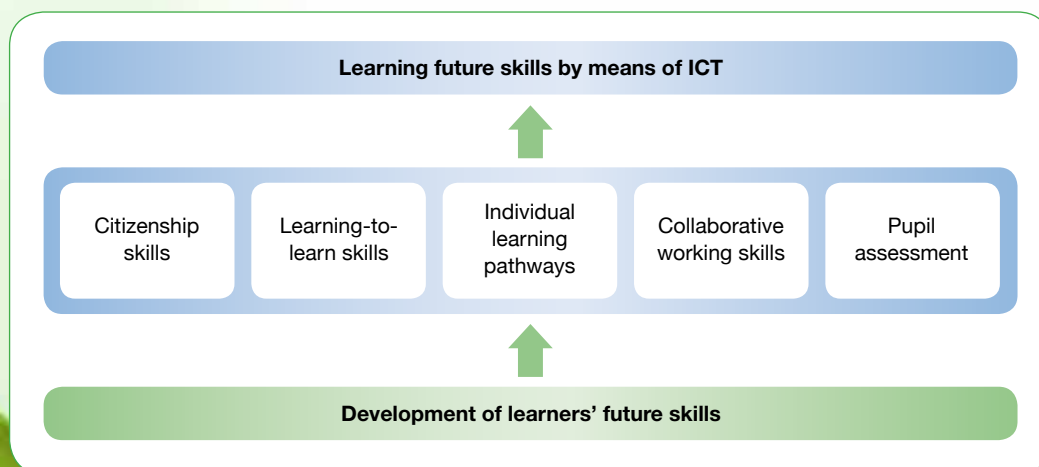 Learning future skills by means of ICT
Citizenship
skills
Learning-to-
learn skills
Individual
learning
pathways
Collaborative
working skills
Pupil
assessment
Development of learners’ future skills